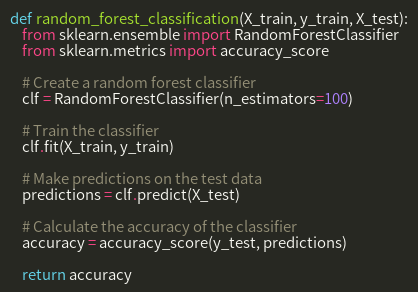 def random_forest_classification(X_train, y_train, X_test):
from sklearn.ensemble import RandomForestClassifier
from sklearn.metrics import accuracy_score
# Create a random forest classifier
clf = RandomForestClassifier(n_estimators=100)
# Train the classifier
clf.fit(X_train, y_train)
# Make predictions on the test data
predictions = clf.predict(X_test)
# Calculate the accuracy of the classifier
accuracy = accuracy_score(y_test, predictions)
return accuracy